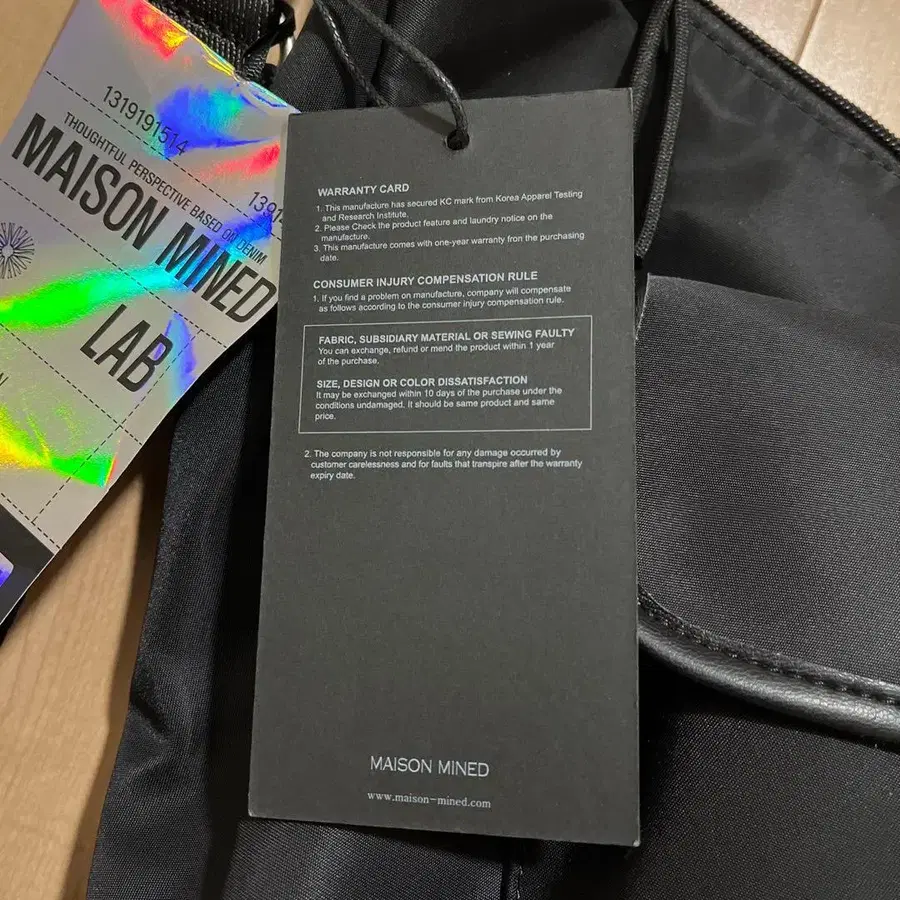 1319191514
1391
THOUGHTFUL PERSPECTIVE BASED ON DENIM
MAISON MINED
LAB
WARRANTY CARD
1. This manufacture has secured KC mark from Korea Apparel Testing
and Research Institute.
2. Please Check the product feature and laundry notice on the
manufacture.
3. This manufacture comes with one-year warranty fron the purchasing
date.
CONSUMER INJURY COMPENSATION RULE
1. If you find a problem on manufacture, company will compensate
as follows according to the consumer injury compensation rule.
FABRIC, SUBSIDIARY MATERIAL OR SEWING FAULTY
You can exchange, refund or mend the product within 1 year
of the purchase.
SIZE, DESIGN OR COLOR DISSATISFACTION
It may be exchanged within 10 days of the purchase under the
conditions undamaged. It should be same product and same
price.
2. The company is not responsible for any damage occurred by
customer carelessness and for faults that transpire after the warranty
expiry date.
MAISON MINED
www.maison-mined.com